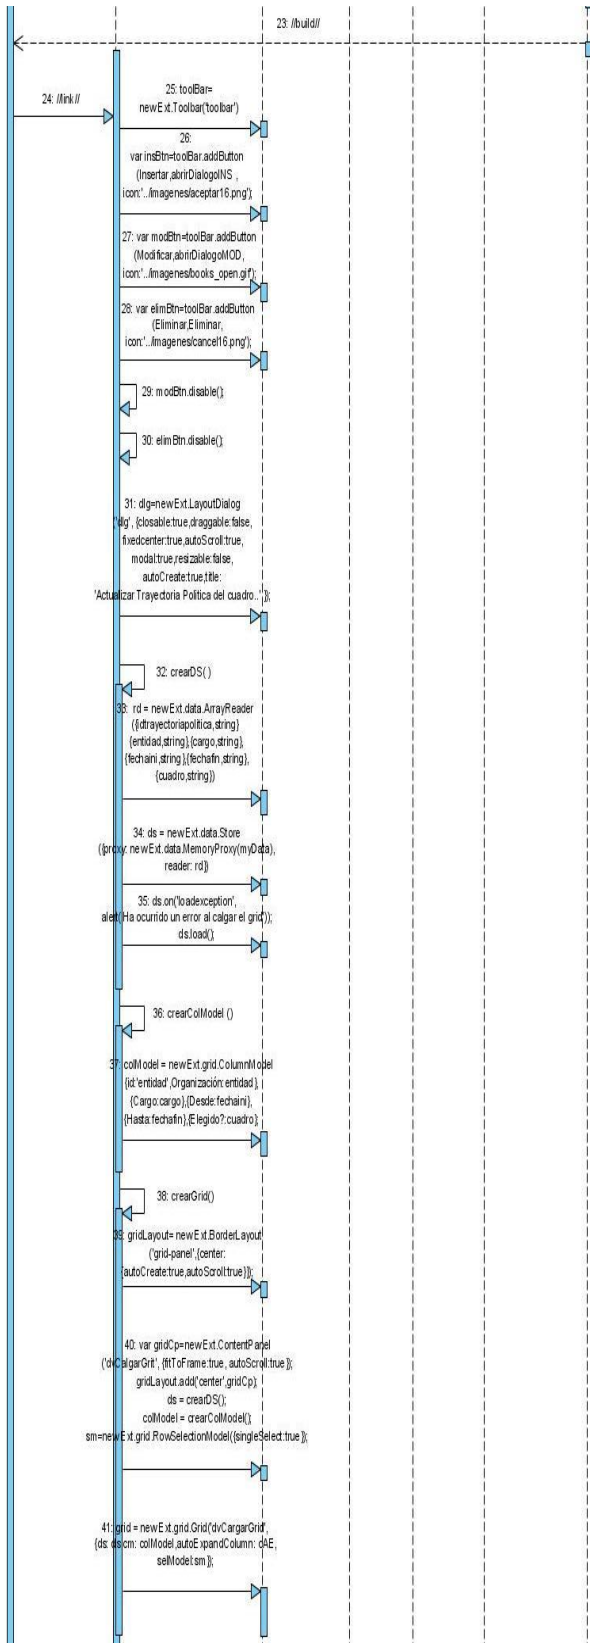 23: //build//
24: //link//
25: toolBar=
newExt.Toolbar('toolbar')
26:
var insBtn=toolBar.addButton
(Insertar,abrirDialogoINS ,
icon:'../imagenes/aceptar16.png');
27: var modBtn=toolBar.addButton
(Modificar,abrirDialogoMOD,
icon:'../imagenes/books_open.gif');
28: var elimBtn=toolBar.addButton
(Eliminar,Eliminar,
icon:'../imagenes/cancel16.png');
29: modBtn.disable();
30: elimBtn.disable();
31: dlg=newExt.LayoutDialog
('dlg', {closable:true,draggable:false,
fixedcenter:true,autoScroll:true,
modal:true,resizable:false,
autoCreate:true,title:
'Actualizar Trayectoria Politica del cuadro..' });
32: crearDS( )
33: rd = newExt.data.ArrayReader
({idtrayectoriapolitica,string}
{entidad,string},{cargo,string},
{fechaini,string},{fechafin,string},
{cuadro,string})
34: ds = newExt.data.Store
({proxy: newExt.data.MemoryProxy(myData),
reader: rd})
35: ds.on('loadexception',
alert('Ha ocurrido un error al calgar el grid'));
ds.load();
36: crearColModel ()
37: colModel = newExt.grid.ColumnModel
{id:'entidad',Organización:entidad},
{Cargo:cargo},{Desde:fechaini},
{Hasta:fechafin},{Elegido?:cuadro};
38: crearGrid()
39: gridLayout= newExt.BorderLayout
('grid-panel',{center:
{autoCreate:true,autoScroll:true}});
40: var gridCp=newExt.ContentPanel
('dvCalgarGrit', {fitToFrame:true, autoScroll:true});
gridLayout.add('center',gridCp);
ds = crearDS();
colModel = crearColModel();
sm=newExt.grid.RowSelectionModel({singleSelect:true});
41: grid = newExt.grid.Grid('dvCargarGrid',
{ds: ds,cm: colModel,autoExpandColumn: cAE,
selModel:sm});